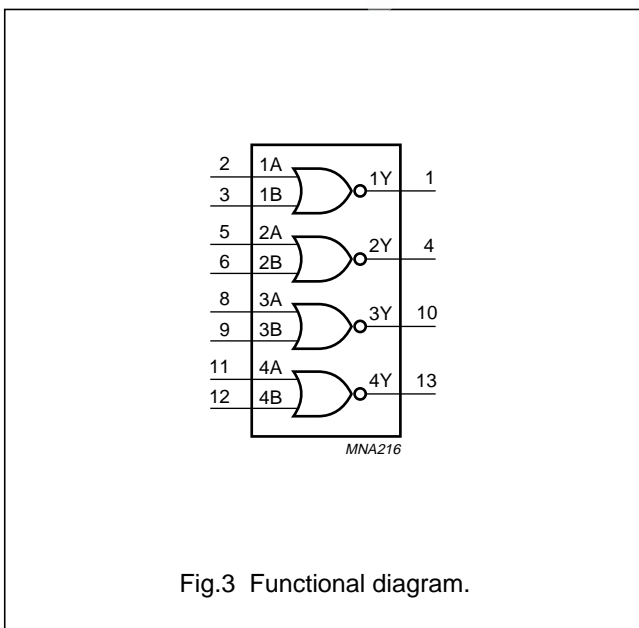 2 1A 1Y 1
3 1B
5 2A 2Y 4
6 2B
8 3A 3Y 10
9 3B
11 4A 4Y 13
12 4B
MNA216
Fig.3 Functional diagram.